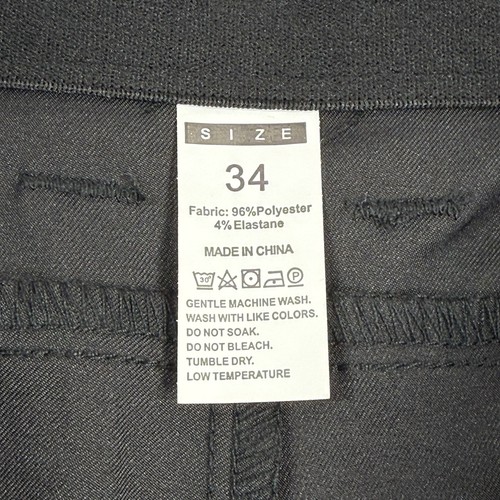 SIZE
34
Fabric: 96%Polyester
4% Elastane
MADE IN CHINA
30° P
GENTLE MACHINE WASH.
WASH WITH LIKE COLORS.
DO NOT SOAK.
DO NOT BLEACH.
TUMBLE DRY.
LOW TEMPERATURE